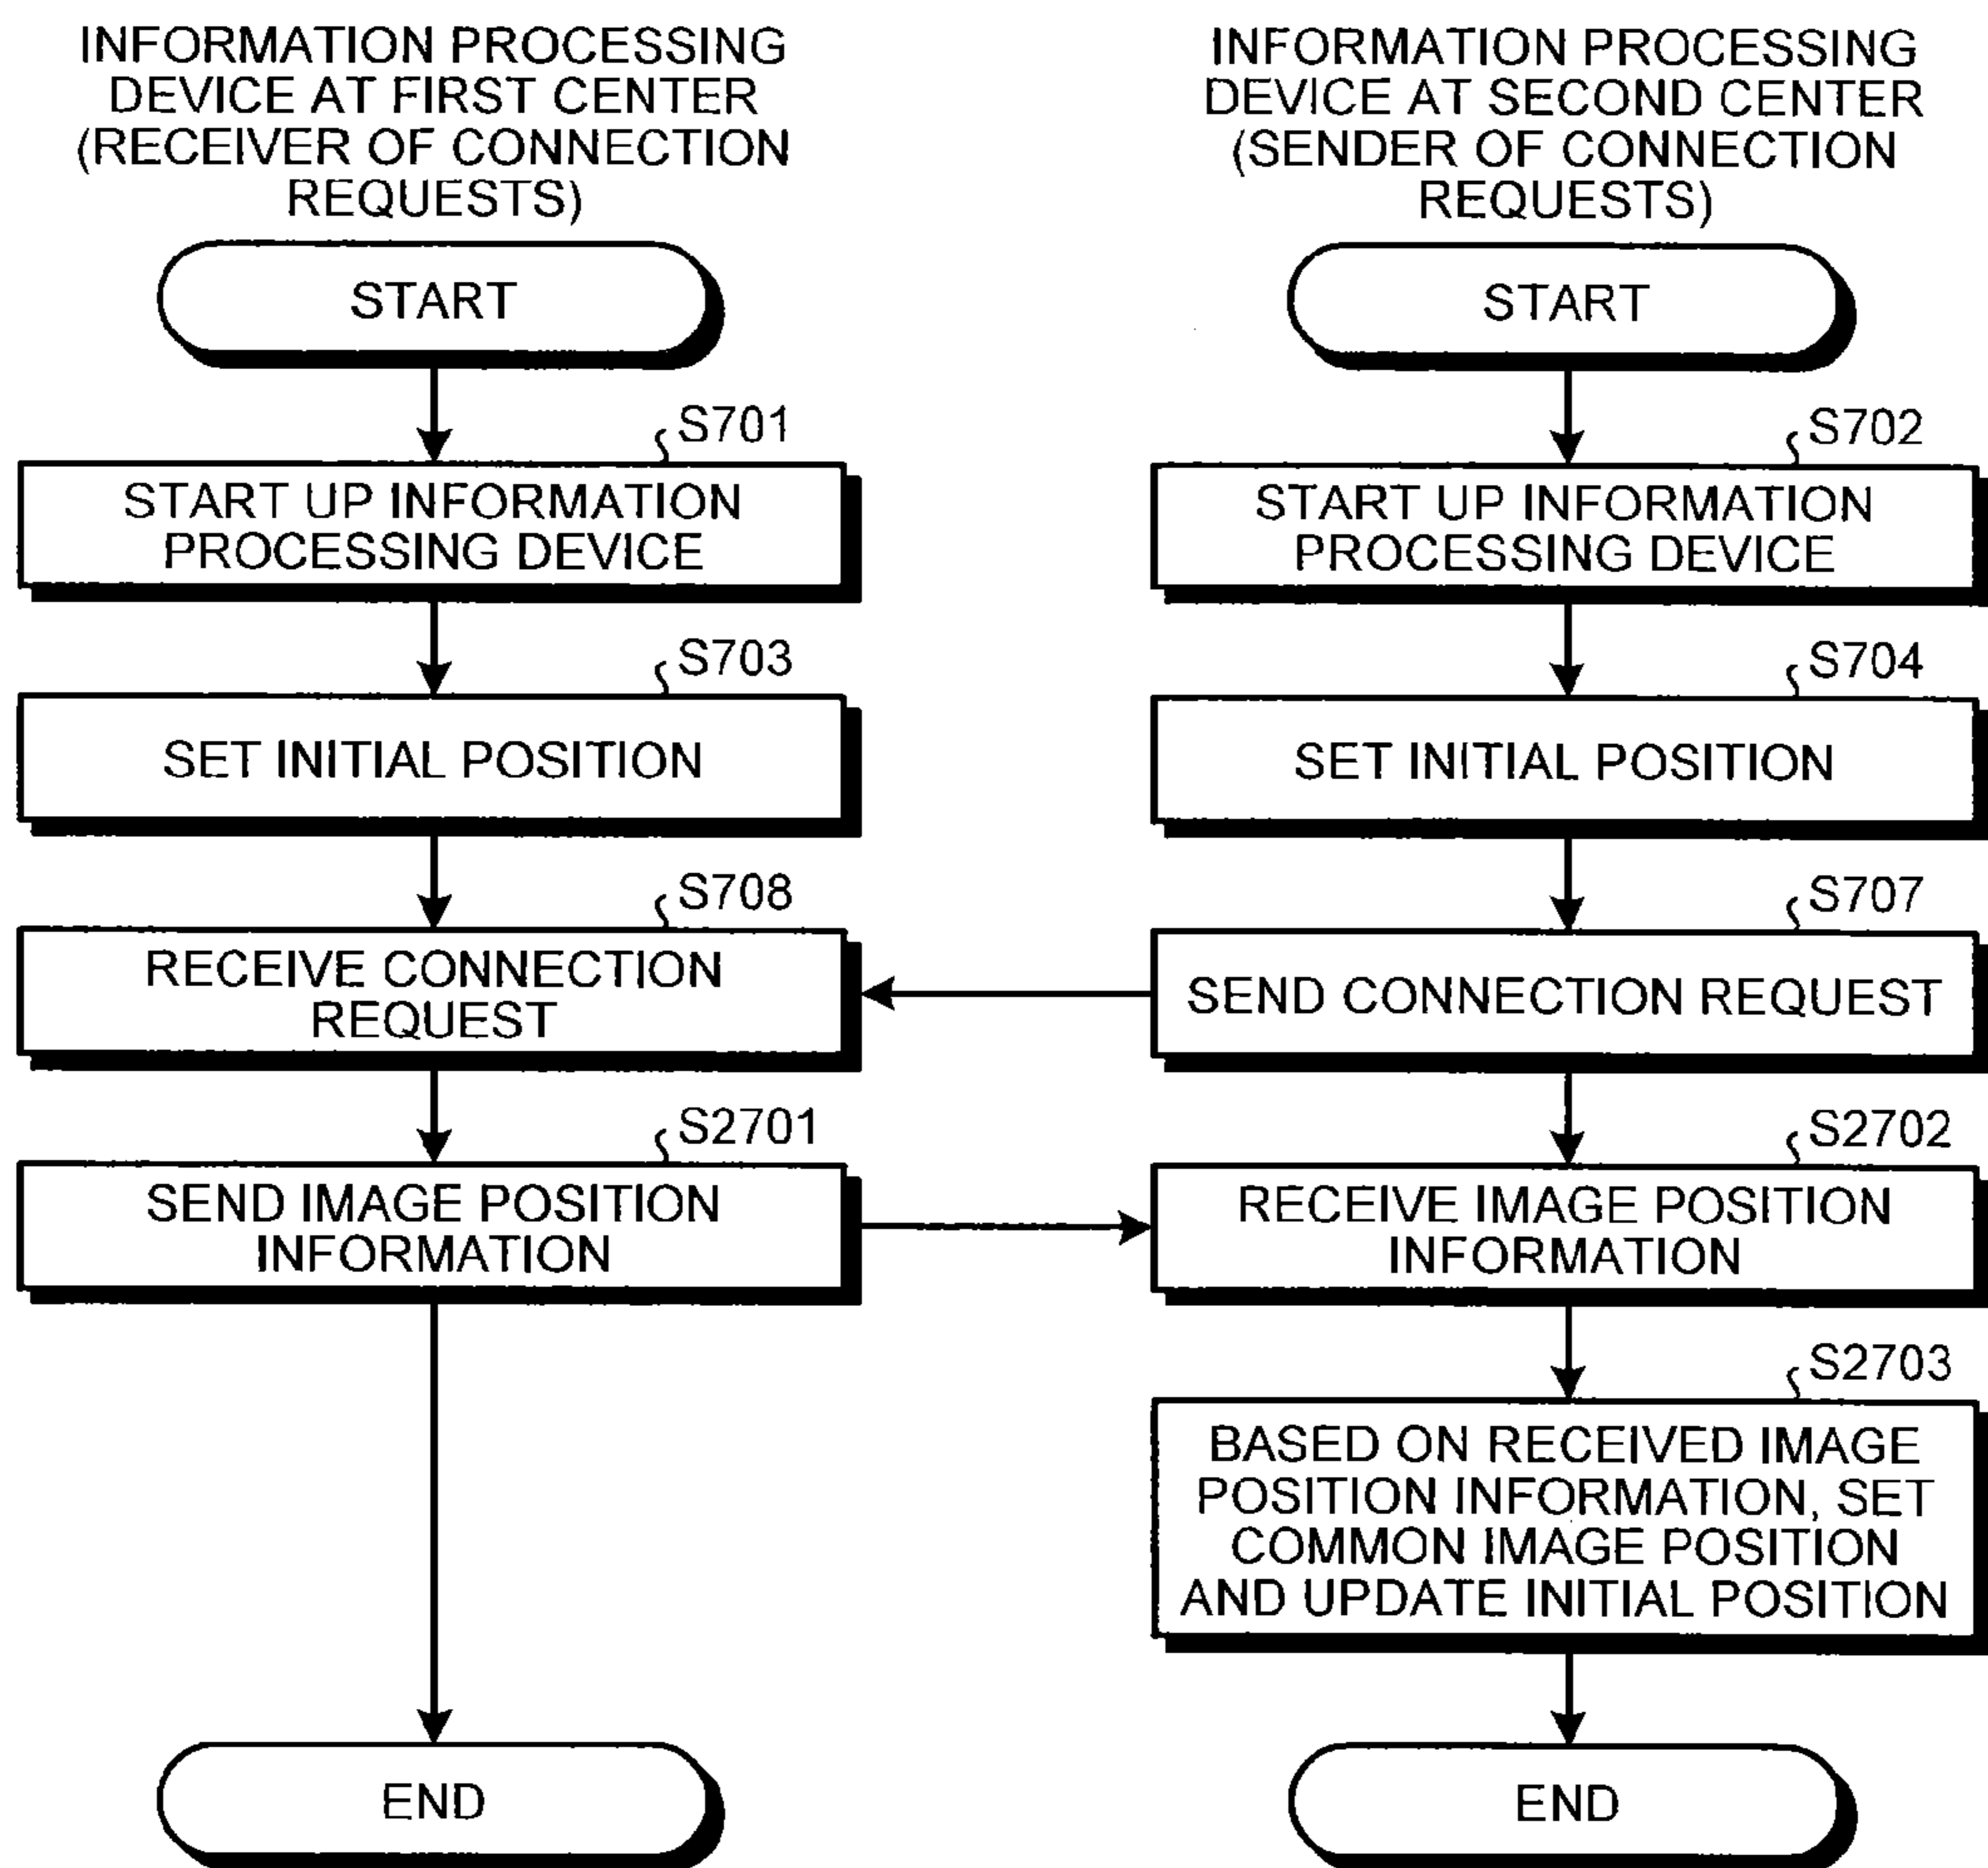 INFORMATION PROCESSING
DEVICE AT FIRST CENTER
(RECEIVER OF CONNECTION
REQUESTS)
START
S701
START UP INFORMATION
PROCESSING DEVICE
S703
SET INITIAL POSITION
S708
RECEIVE CONNECTION
REQUEST
S2701
SEND IMAGE POSITION
INFORMATION
END
INFORMATION PROCESSING
DEVICE AT SECOND CENTER
(SENDER OF CONNECTION
REQUESTS)
START
S702
START UP INFORMATION
PROCESSING DEVICE
S704
SET INITIAL POSITION
S707
SEND CONNECTION REQUEST
S2702
RECEIVE IMAGE POSITION
INFORMATION
S2703
BASED ON RECEIVED IMAGE
POSITION INFORMATION, SET
COMMON IMAGE POSITION
AND UPDATE INITIAL POSITION
END